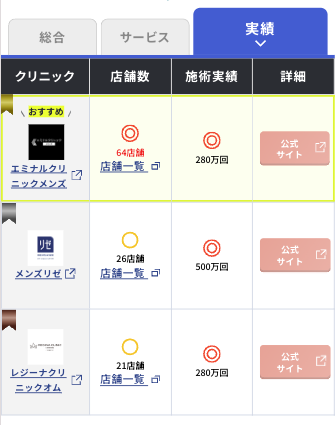 総合
サービス
実績
クリニック
店舗数
施術実績
詳細
おすすめ
エミナルクリ
ニックメンズ
64店舗
店舗一覧
280万回
公式
サイト
リゼ
メンズリゼ
26店舗
店舗一覧
500万回
公式
サイト
レジーナクリ
ニックオム
21店舗
店舗一覧
280万回
公式
サイト